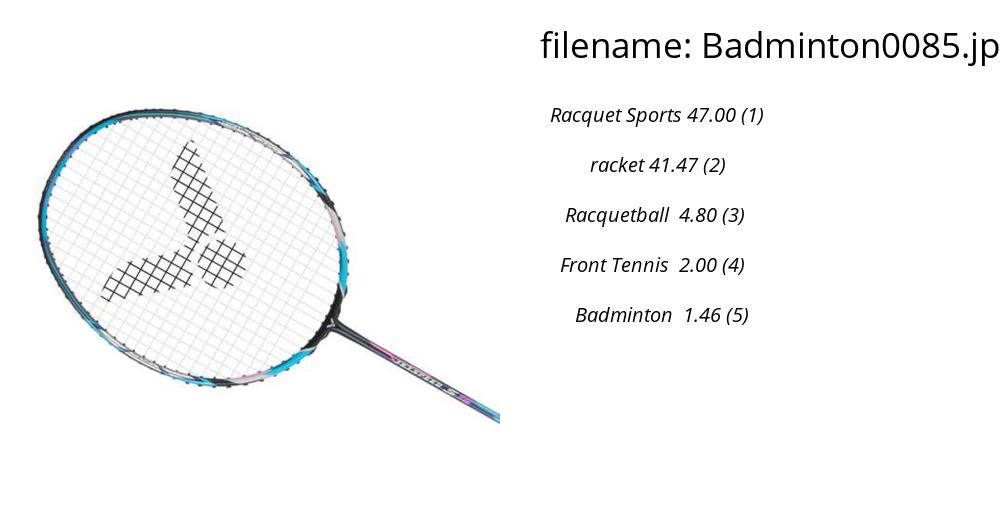 filename: Badminton0085.jp
Racquet Sports 47.00 (1)
racket 41.47 (2)
Racquetball 4.80 (3)
Front Tennis 2.00 (4)
Badminton 1.46 (5)